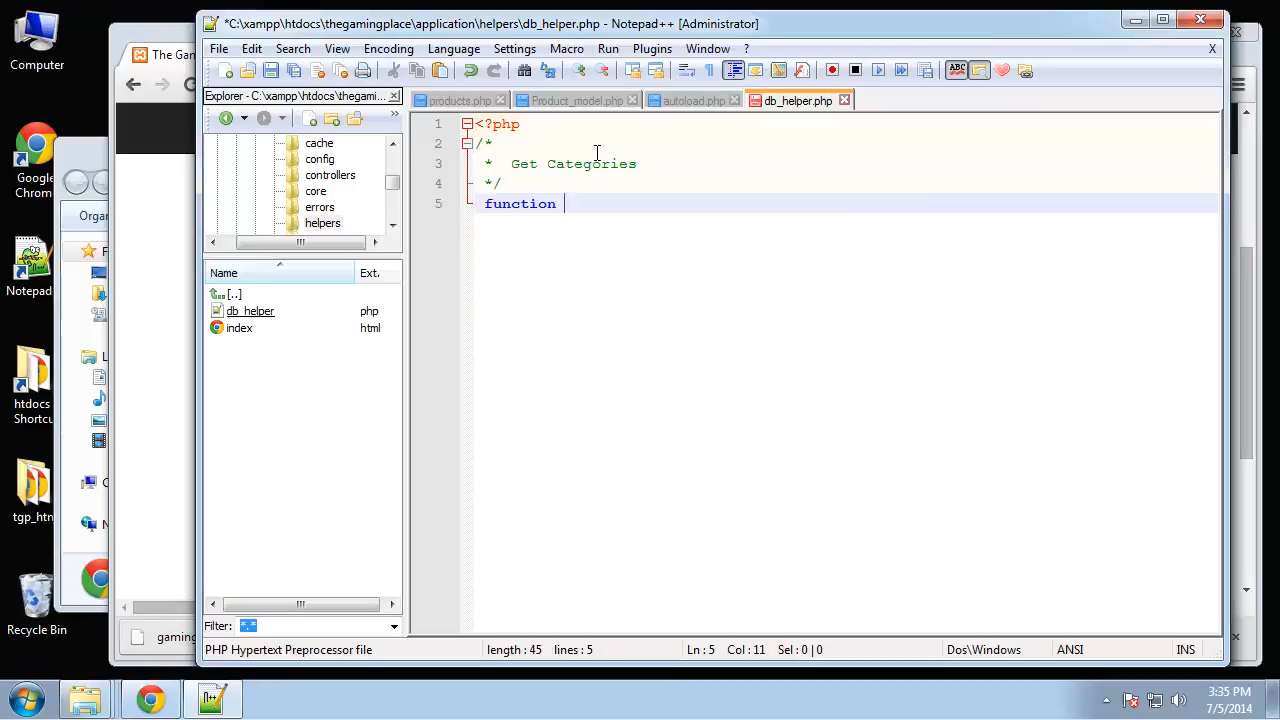 *C:\xampp\htdocs\thegamingplace\application\helpers\db_helper.php - Notepad++ [Administrator]
File Edit Search View Encoding Language Settings Macro Run Plugins Window ? X
Explorer - C:\xampp\htdocs\thegami...
products.php Product_model.php autoload.php db_helper.php
cache
config
controllers
core
errors
helpers
Name Ext.
[..]
db_helper php
index html
Filter: *.*
1 <?php
2 /*
3 * Get Categories
4 */
5 function
PHP Hypertext Preprocessor file length : 45 lines : 5 Ln : 5 Col : 11 Sel : 0 | 0 Dos\Windows ANSI INS
Computer
Google
Chrome
Notepad
htdocs
Shortcu
tgp_htn
Recycle Bin
The Gam
Organ
gaming
3:35 PM
7/5/2014